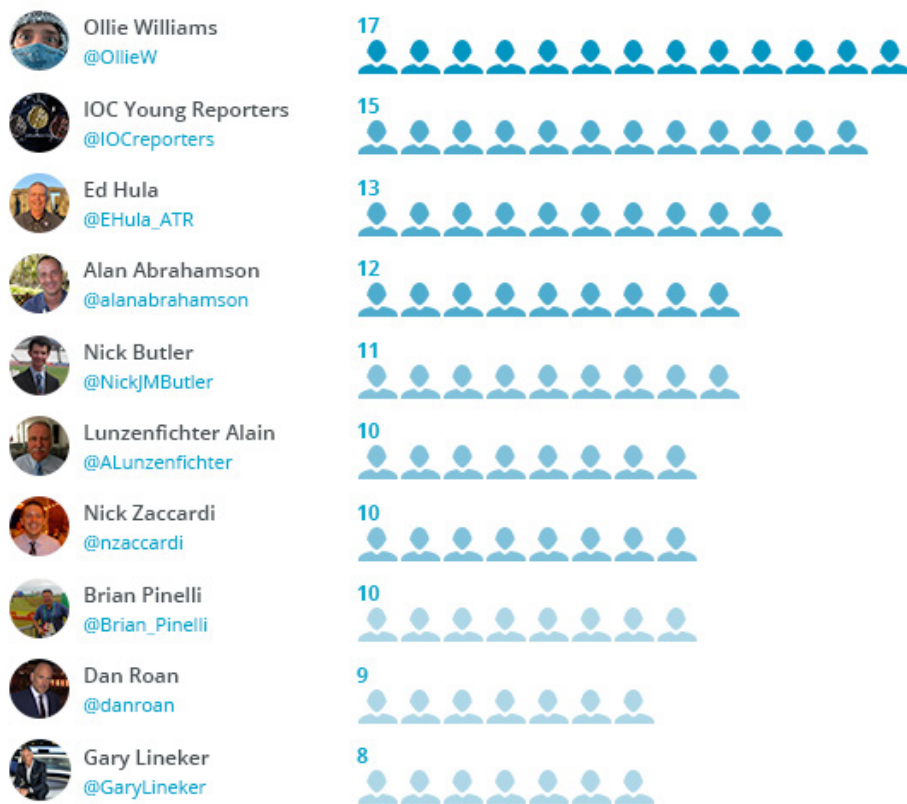 Ollie Williams
17
@OllieW
IOC Young Reporters
15
@IOCreporters
Ed Hula
13
@EHula_ATR
Alan Abrahamson
12
@alanabrahamson
Nick Butler
11
@NickJMButler
Lunzenfichter Alain
10
@ALunzenfichter
Nick Zaccardi
10
@nzaccardi
Brian Pinelli
10
@Brian_Pinelli
Dan Roan
9
@danroan
Gary Lineker
8
@GaryLineker